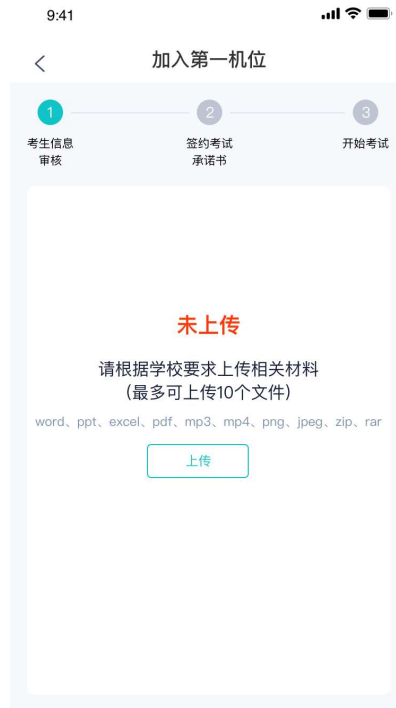 9:41
加入第一机位
1
2
3
考生信息
审核
签约考试
承诺书
开始考试
未上传
请根据学校要求上传相关材料
(最多可上传10个文件)
word、ppt、excel、pdf、mp3、mp4、png、jpeg、zip、rar
上传